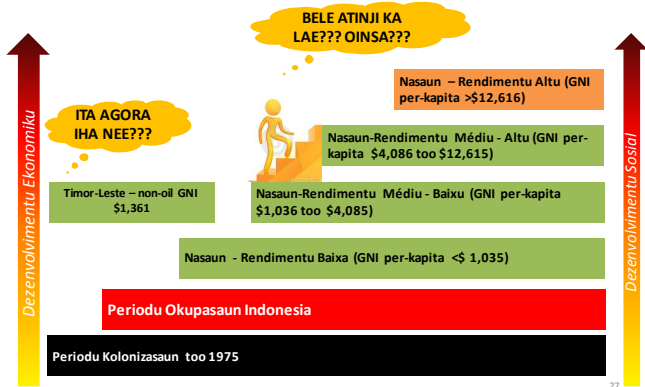 BELE ATINJI KA
LAE??? OINSA???
Nasaun – Rendimentu Altu (GNI
per-kapita >$12,616)
ITA AGORA
IHA NEE???
Nasaun-Rendimentu Médiu - Altu (GNI per-
kapita $4,086 too $12,615)
Timor-Leste – non-oil GNI
$1,361
Nasaun-Rendimentu Médiu - Baixu (GNI per-kapita
$1,036 too $4,085)
Nasaun - Rendimentu Baixa (GNI per-kapita <$ 1,035)
Periodu Okupasaun Indonesia
Periodu Kolonizasaun too 1975
Dezenvolvimentu Ekonomiku
Dezenvolvimentu Sosial
27